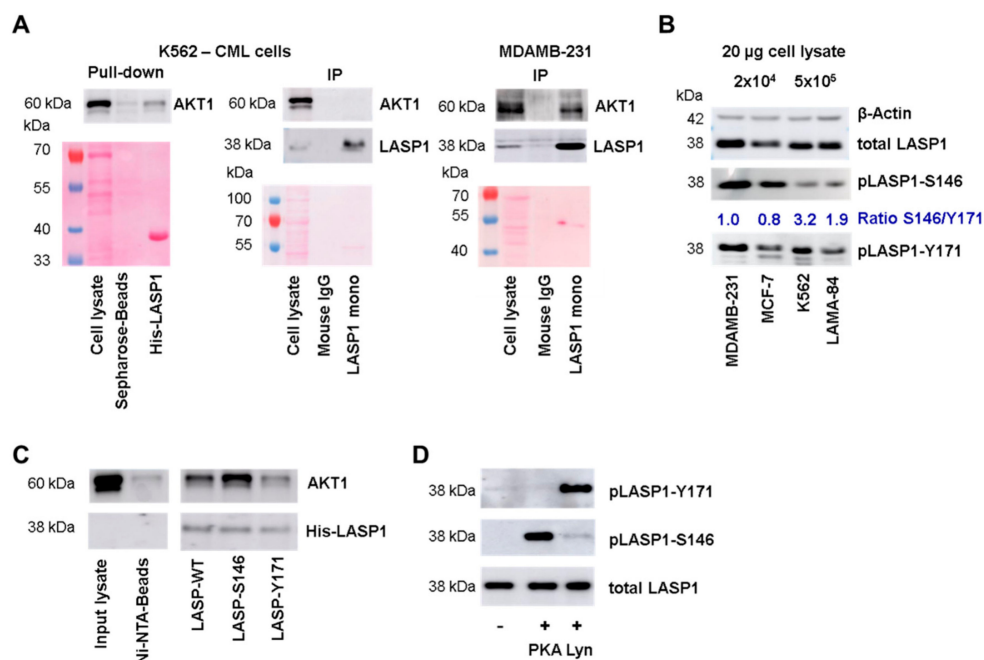 A
K562 – CML cells
MDAMB-231
Pull-down
IP
IP
60 kDa
AKT1
60 kDa
AKT1
60 kDa
AKT1
38 kDa
LASP1
38 kDa
LASP1
kDa
70
55
40
33
kDa
100
70
55
kDa
70
55
40
Cell lysate
Sepharose-Beads
His-LASP1
Cell lysate
Mouse IgG
LASP1 mono
Cell lysate
Mouse IgG
LASP1 mono
B
20 µg cell lysate
2x10⁴ 5x10⁵
kDa
42 β-Actin
38 total LASP1
38 pLASP1-S146
1.0 0.8 3.2 1.9 Ratio S146/Y171
38 pLASP1-Y171
MDAMB-231
MCF-7
K562
LAMA-84
C
60 kDa AKT1
38 kDa His-LASP1
Input lysate
Ni-NTA-Beads
LASP-WT
LASP-S146
LASP-Y171
D
38 kDa pLASP1-Y171
38 kDa pLASP1-S146
38 kDa total LASP1
- + +
PKA Lyn